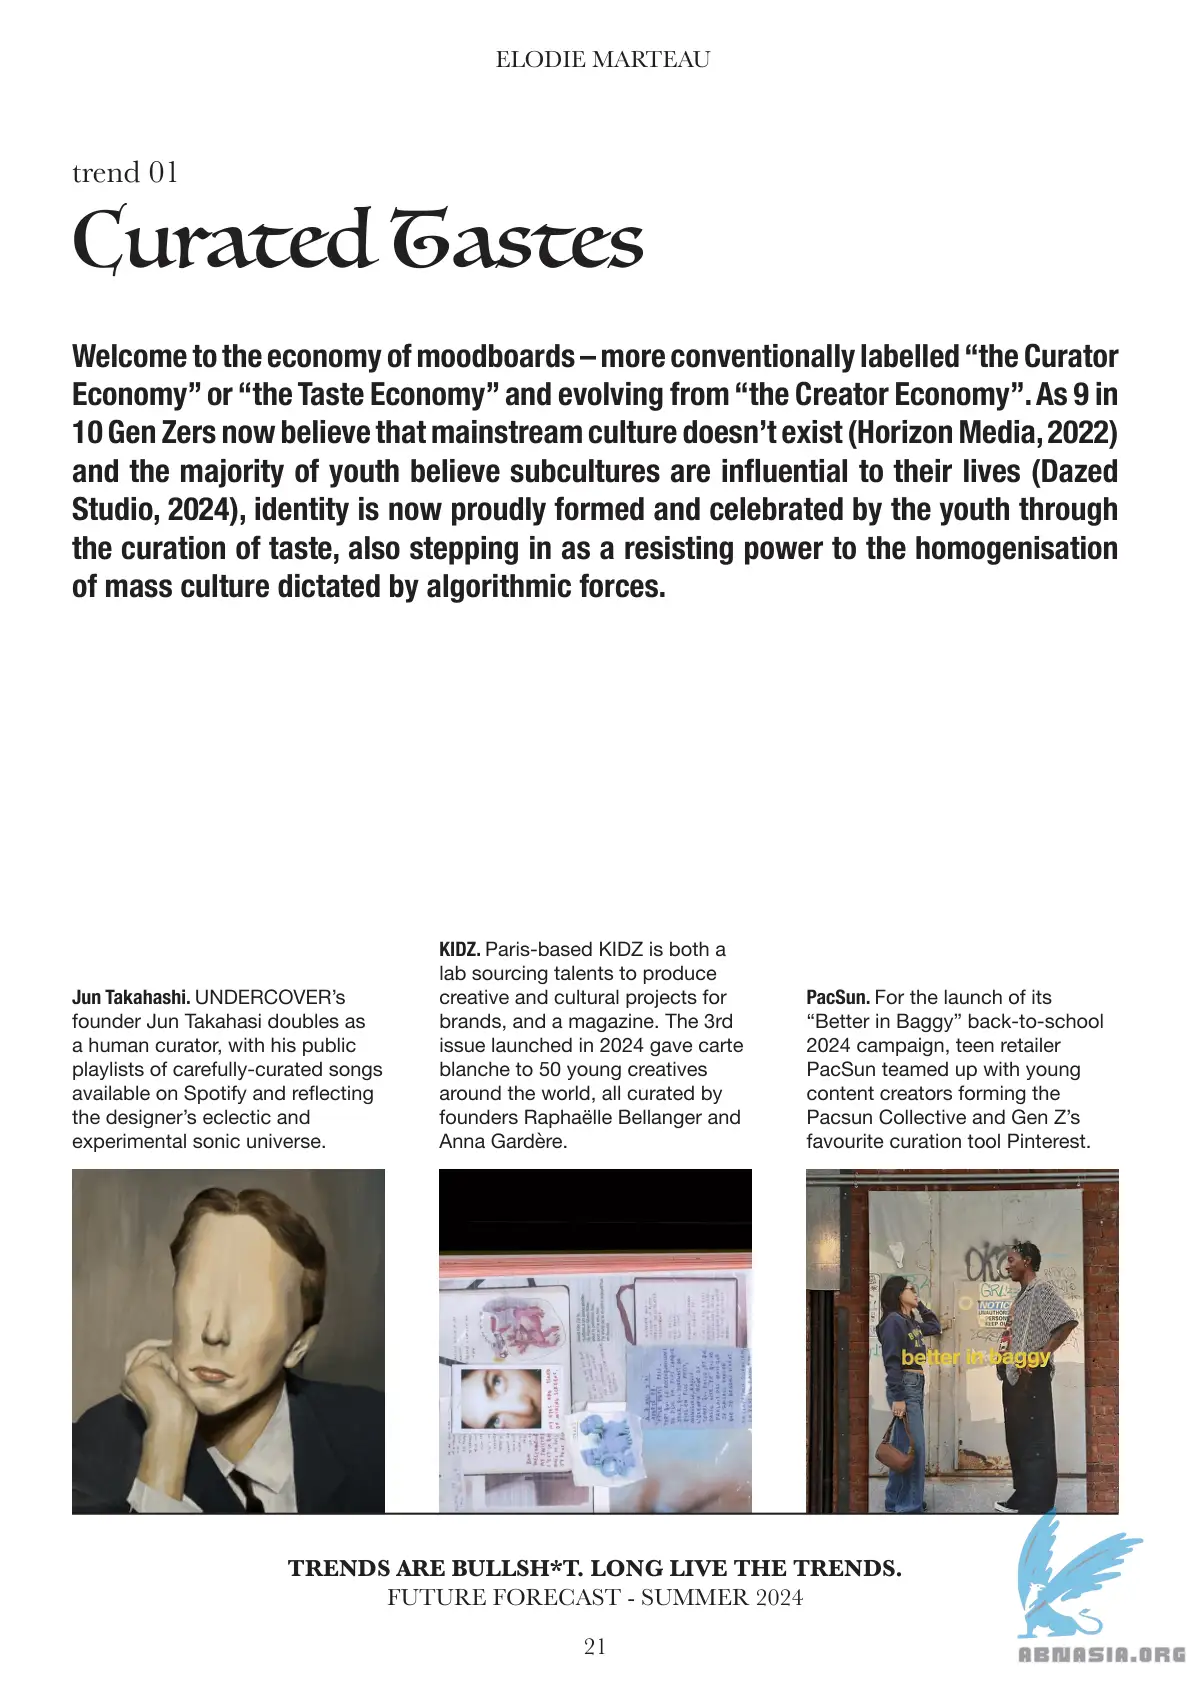 ELODIE MARTEAU
trend 01
Curated Tastes
Welcome to the economy of moodboards – more conventionally labelled “the Curator
Economy” or “the Taste Economy” and evolving from “the Creator Economy”. As 9 in
10 Gen Zers now believe that mainstream culture doesn’t exist (Horizon Media, 2022)
and the majority of youth believe subcultures are influential to their lives (Dazed
Studio, 2024), identity is now proudly formed and celebrated by the youth through
the curation of taste, also stepping in as a resisting power to the homogenisation
of mass culture dictated by algorithmic forces.
Jun Takahashi. UNDERCOVER’s
founder Jun Takahasi doubles as
a human curator, with his public
playlists of carefully-curated songs
available on Spotify and reflecting
the designer’s eclectic and
experimental sonic universe.
KIDZ. Paris-based KIDZ is both a
lab sourcing talents to produce
creative and cultural projects for
brands, and a magazine. The 3rd
issue launched in 2024 gave carte
blanche to 50 young creatives
around the world, all curated by
founders Raphaëlle Bellanger and
Anna Gardère.
PacSun. For the launch of its
“Better in Baggy” back-to-school
2024 campaign, teen retailer
PacSun teamed up with young
content creators forming the
Pacsun Collective and Gen Z’s
favourite curation tool Pinterest.
NOTICE
better in baggy
TRENDS ARE BULLSH*T. LONG LIVE THE TRENDS.
FUTURE FORECAST - SUMMER 2024
21
ABNASIA.ORG